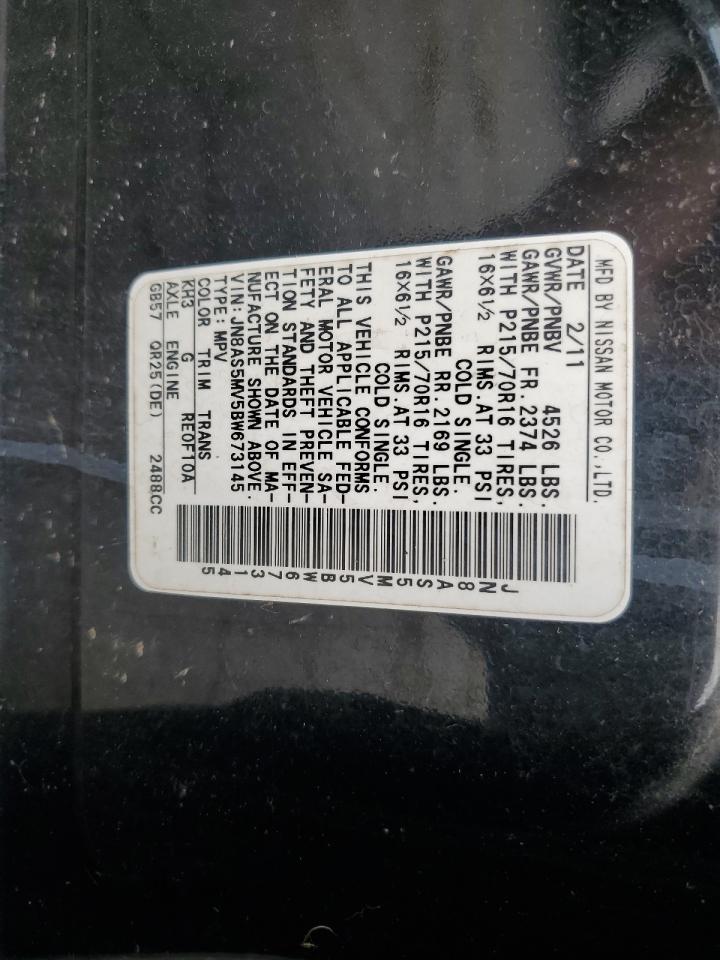 MFD BY NISSAN MOTOR CO.,LTD.
DATE 2/11
GVWR/PNBV 4526 LBS.
GAWR/PNBE FR.2374 LBS.
WITH P215/70R16 TIRES,
16X6½ RIMS.AT 33 PSI
COLD SINGLE.
GAWR/PNBE RR.2169 LBS.
WITH P215/70R16 TIRES,
16X6½ RIMS.AT 33 PSI
COLD SINGLE.
THIS VEHICLE CONFORMS
TO ALL APPLICABLE FED-
ERAL MOTOR VEHICLE SA-
FETY AND THEFT PREVEN-
TION STANDARDS IN EFF-
ECT ON THE DATE OF MA-
NUFACTURE SHOWN ABOVE.
VIN:JN8AS5MV5BW673145
TYPE:MPV
COLOR TRIM TRANS
KH3 G RE0F10A
AXLE ENGINE
GB57 QR25(DE) 2488CC
JN8AS5MV5BW673145